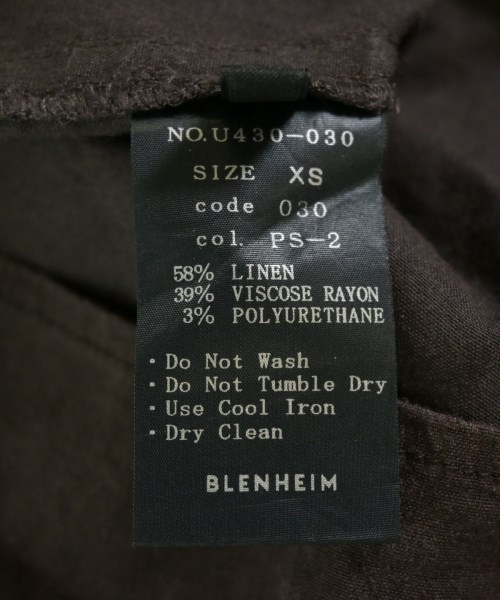 NO.U430-030
SIZE XS
code 030
col. PS-2
58% LINEN
39% VISCOSE RAYON
3% POLYURETHANE
・Do Not Wash
・Do Not Tumble Dry
・Use Cool Iron
・Dry Clean
BLENHEIM